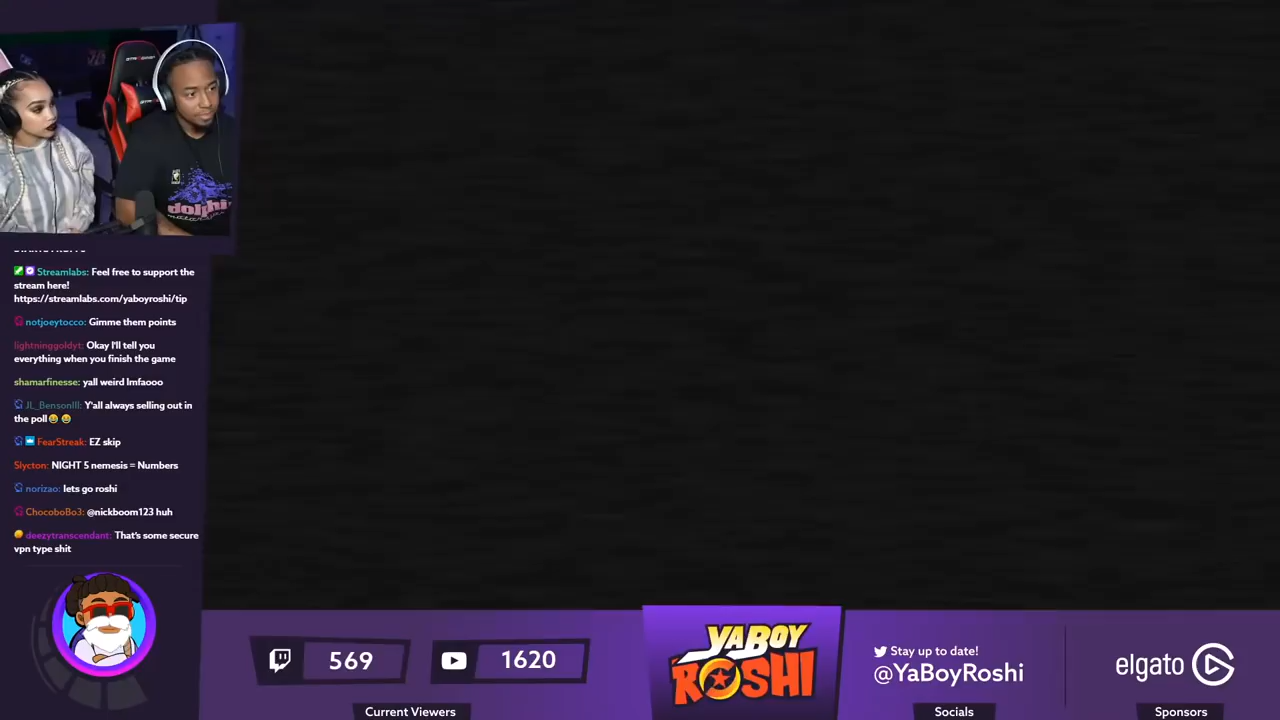 dolphin
Streamlabs: Feel free to support the
stream here!
https://streamlabs.com/yaboyroshi/tip
notjoeytocco: Gimme them points
lightninggoldyt: Okay I'll tell you
everything when you finish the game
shamarfinesse: yall weird lmfaooo
JL_BensonIII: Y'all always selling out in
the poll😂 😂
FearStreak: EZ skip
Slycton: NIGHT 5 nemesis = Numbers
norizao: lets go roshi
ChocoboBo3: @nickboom123 huh
deezytranscendant: That's some secure
vpn type shit
569
1620
Current Viewers
YABOY
ROSHI
Stay up to date!
@YaBoyRoshi
Socials
elgato
Sponsors